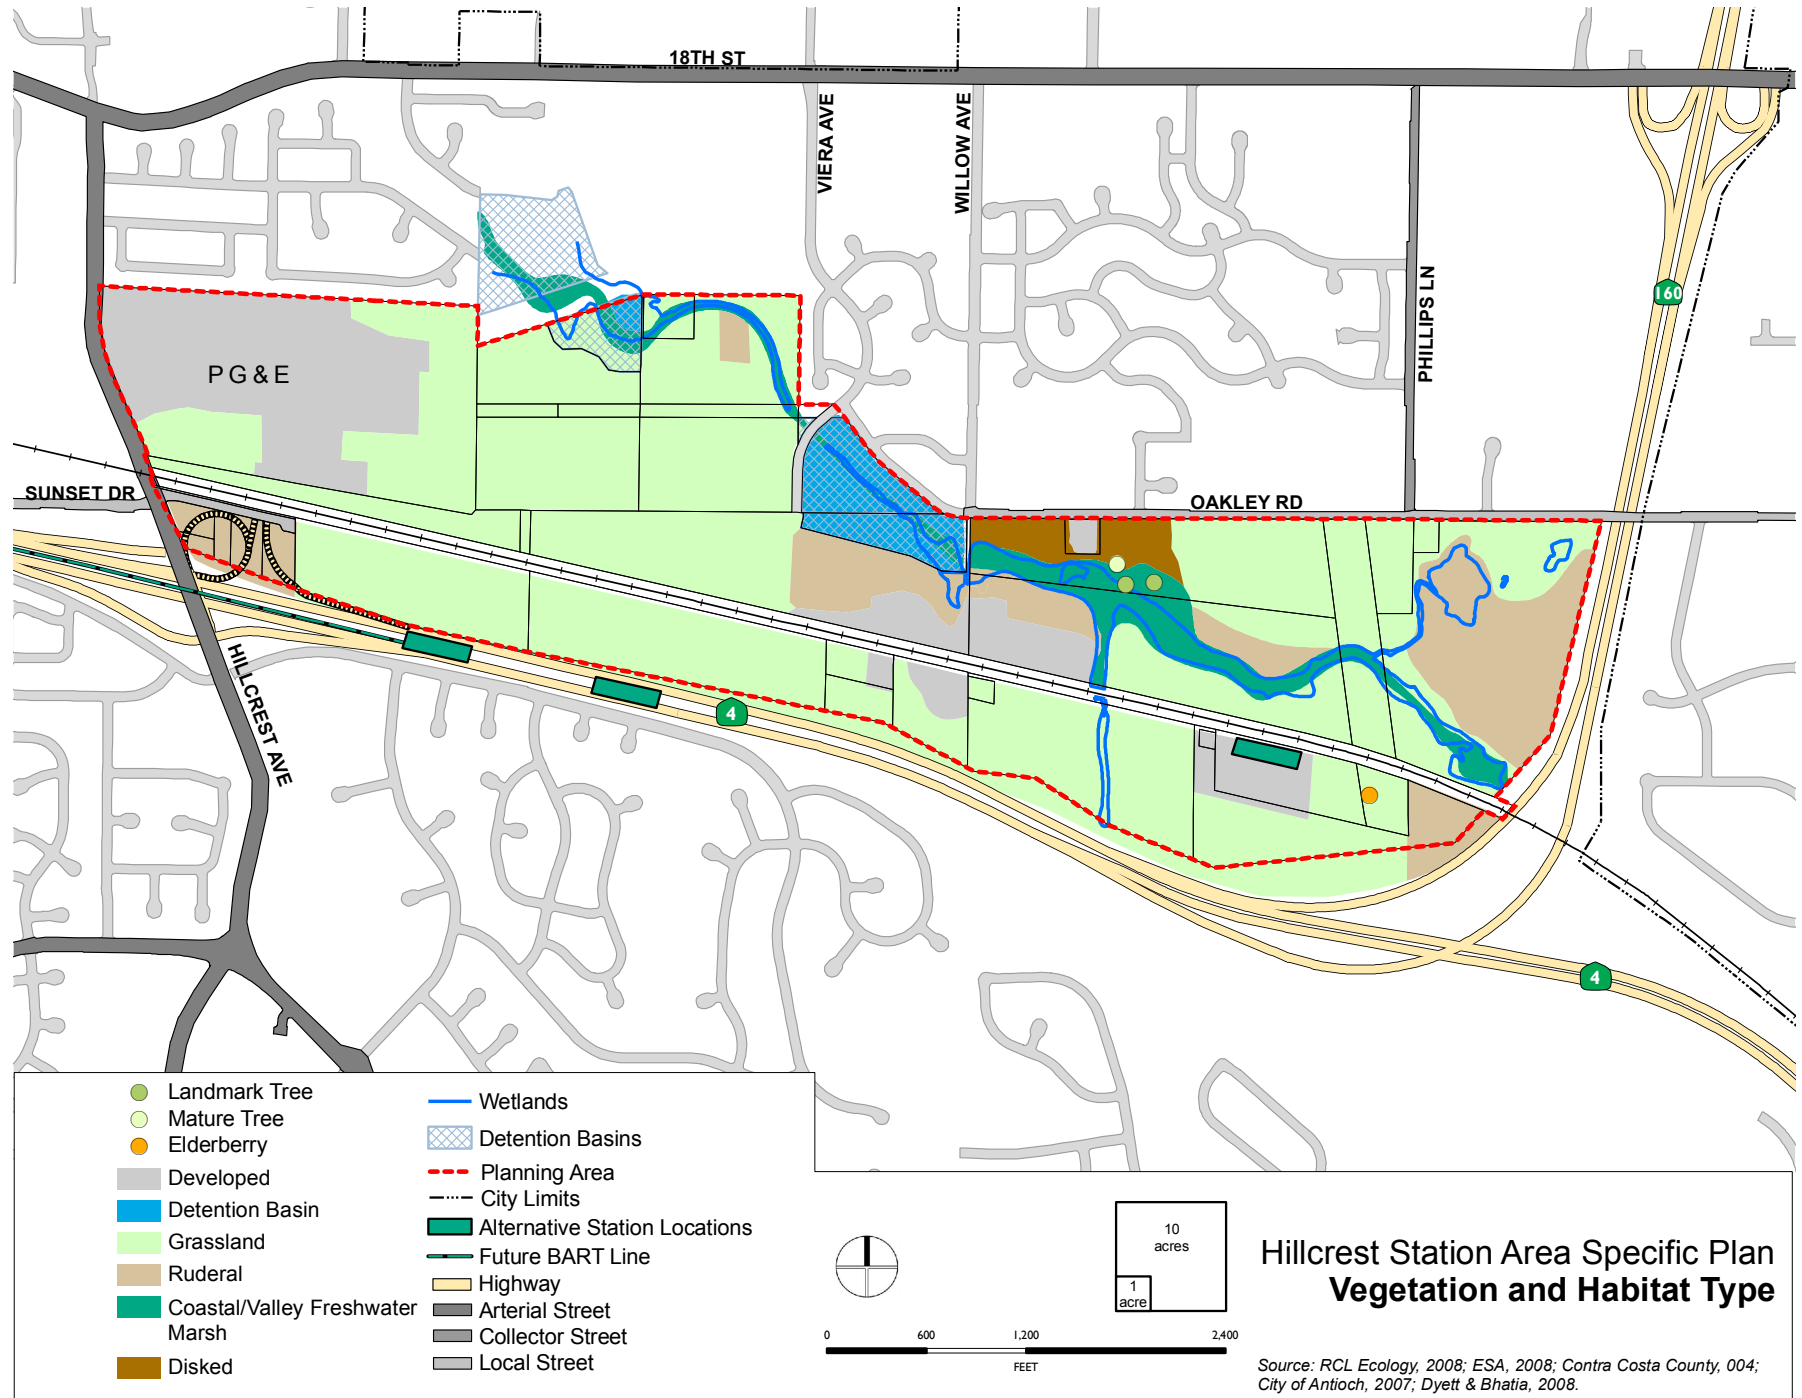 18TH ST
VIERA AVE
WILLOW AVE
PHILLIPS LN
160
PG&E
SUNSET DR
OAKLEY RD
HILLCREST AVE
4
4
Landmark Tree
Mature Tree
Elderberry
Developed
Detention Basin
Grassland
Ruderal
Coastal/Valley Freshwater
Marsh
Disked
Wetlands
Detention Basins
Planning Area
City Limits
Alternative Station Locations
Future BART Line
Highway
Arterial Street
Collector Street
Local Street
10
acres
1
acre
0 600 1,200 2,400
FEET
Hillcrest Station Area Specific Plan
Vegetation and Habitat Type
Source: RCL Ecology, 2008; ESA, 2008; Contra Costa County, 004;
City of Antioch, 2007; Dyett & Bhatia, 2008.